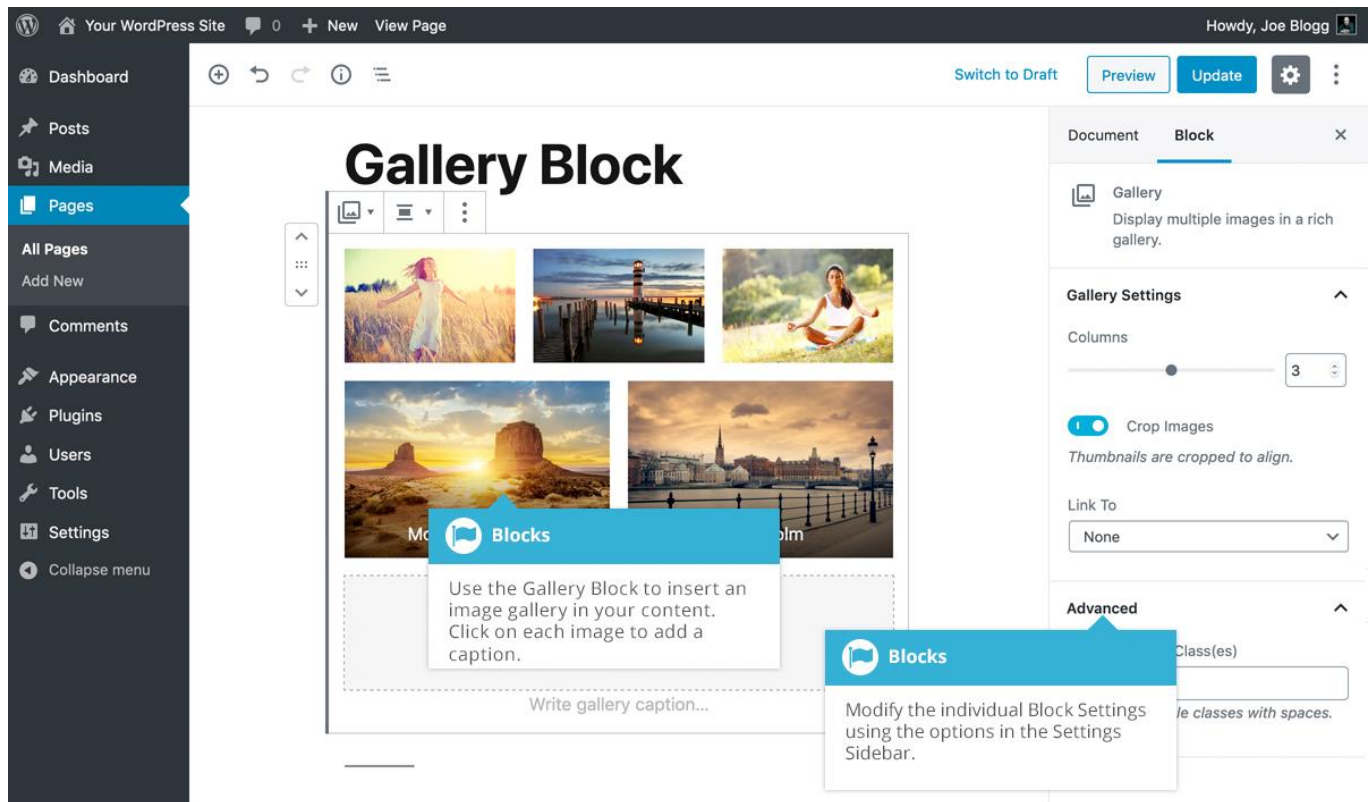 Your WordPress Site 0 New View Page Howdy, Joe Blogg
Dashboard
Posts
Media
Pages
All Pages
Add New
Comments
Appearance
Plugins
Users
Tools
Settings
Collapse menu
Switch to Draft Preview Update
Gallery Block
Blocks
Use the Gallery Block to insert an
image gallery in your content.
Click on each image to add a
caption.
Write gallery caption...
Document Block
Gallery
Display multiple images in a rich
gallery.
Gallery Settings
Columns
3
Crop Images
Thumbnails are cropped to align.
Link To
None
Advanced
Class(es)
classes with spaces.
Blocks
Modify the individual Block Settings
using the options in the Settings
Sidebar.